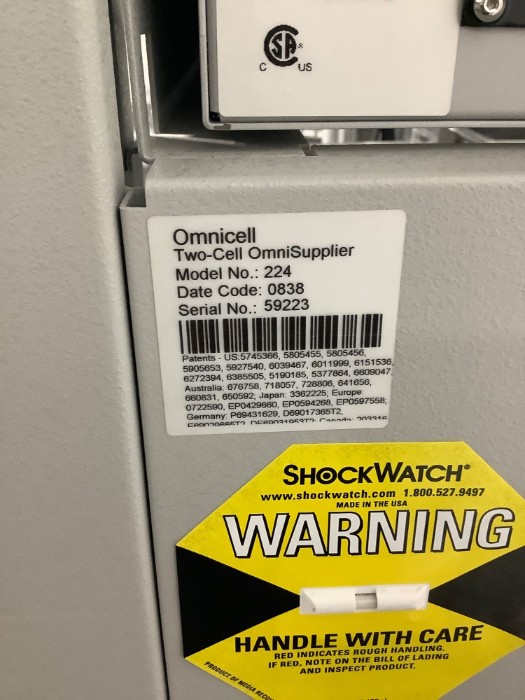 C US
Omnicell
Two-Cell OmniSupplier
Model No.: 224
Date Code: 0838
Serial No.: 59223
Patents - US:5745366, 5805455, 5805456,
5905653, 5927540, 6039467, 6011999, 6151536,
6272394, 6385505, 5190185, 5377864, 6609047,
Australia: 676758, 718057, 728806, 641656,
660831, 650592; Japan: 3362225; Europe
0722590, EP0429660, EP0594268, EP0597558;
Germany: P69431629, D69017365T2,
SHOCKWATCH®
www.shockwatch.com 1.800.527.9497
MADE IN THE USA
WARNING
HANDLE WITH CARE
RED INDICATES ROUGH HANDLING.
IF RED, NOTE ON THE BILL OF LADING
AND INSPECT PRODUCT.
PRODUCT OF MEDIA